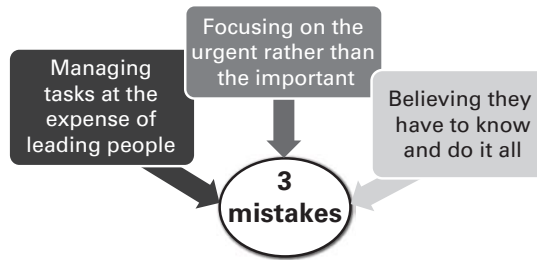 Focusing on the
urgent rather than
the important
Managing
tasks at the
expense of
leading people
Believing they
have to know
and do it all
3
mistakes